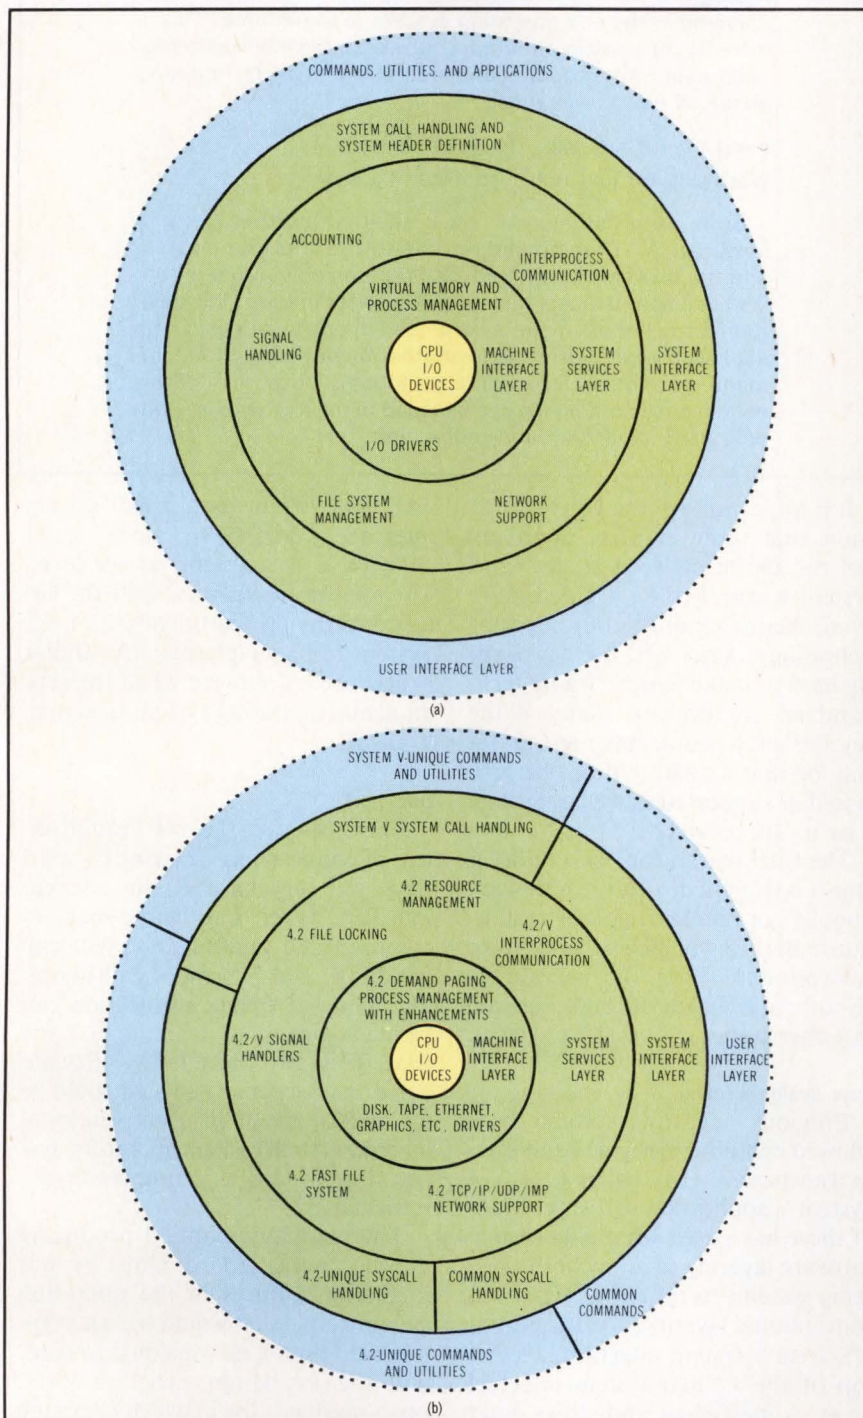 COMMANDS, UTILITIES, AND APPLICATIONS
SYSTEM CALL HANDLING AND
SYSTEM HEADER DEFINITION
ACCOUNTING
INTERPROCESS
COMMUNICATION
VIRTUAL MEMORY AND
PROCESS MANAGEMENT
SIGNAL
HANDLING
CPU
I/O
DEVICES
MACHINE
INTERFACE
LAYER
SYSTEM
SERVICES
LAYER
SYSTEM
INTERFACE
LAYER
I/O DRIVERS
FILE SYSTEM
MANAGEMENT
NETWORK
SUPPORT
USER INTERFACE LAYER
(a)
SYSTEM V-UNIQUE COMMANDS
AND UTILITIES
SYSTEM V SYSTEM CALL HANDLING
4.2 RESOURCE
MANAGEMENT
4.2 FILE LOCKING
4.2/V
INTERPROCESS
COMMUNICATION
4.2 DEMAND PAGING
PROCESS MANAGEMENT
WITH ENHANCEMENTS
4.2/V SIGNAL
HANDLERS
CPU
I/O
DEVICES
MACHINE
INTERFACE
LAYER
SYSTEM
SERVICES
LAYER
SYSTEM
INTERFACE
LAYER
USER
INTERFACE
LAYER
DISK, TAPE, ETHERNET,
GRAPHICS, ETC., DRIVERS
4.2 FAST FILE
SYSTEM
4.2 TCP/IP/UDP/IMP
NETWORK SUPPORT
4.2-UNIQUE SYSCALL
HANDLING
COMMON SYSCALL
HANDLING
COMMON
COMMANDS
4.2-UNIQUE COMMANDS
AND UTILITIES
(b)